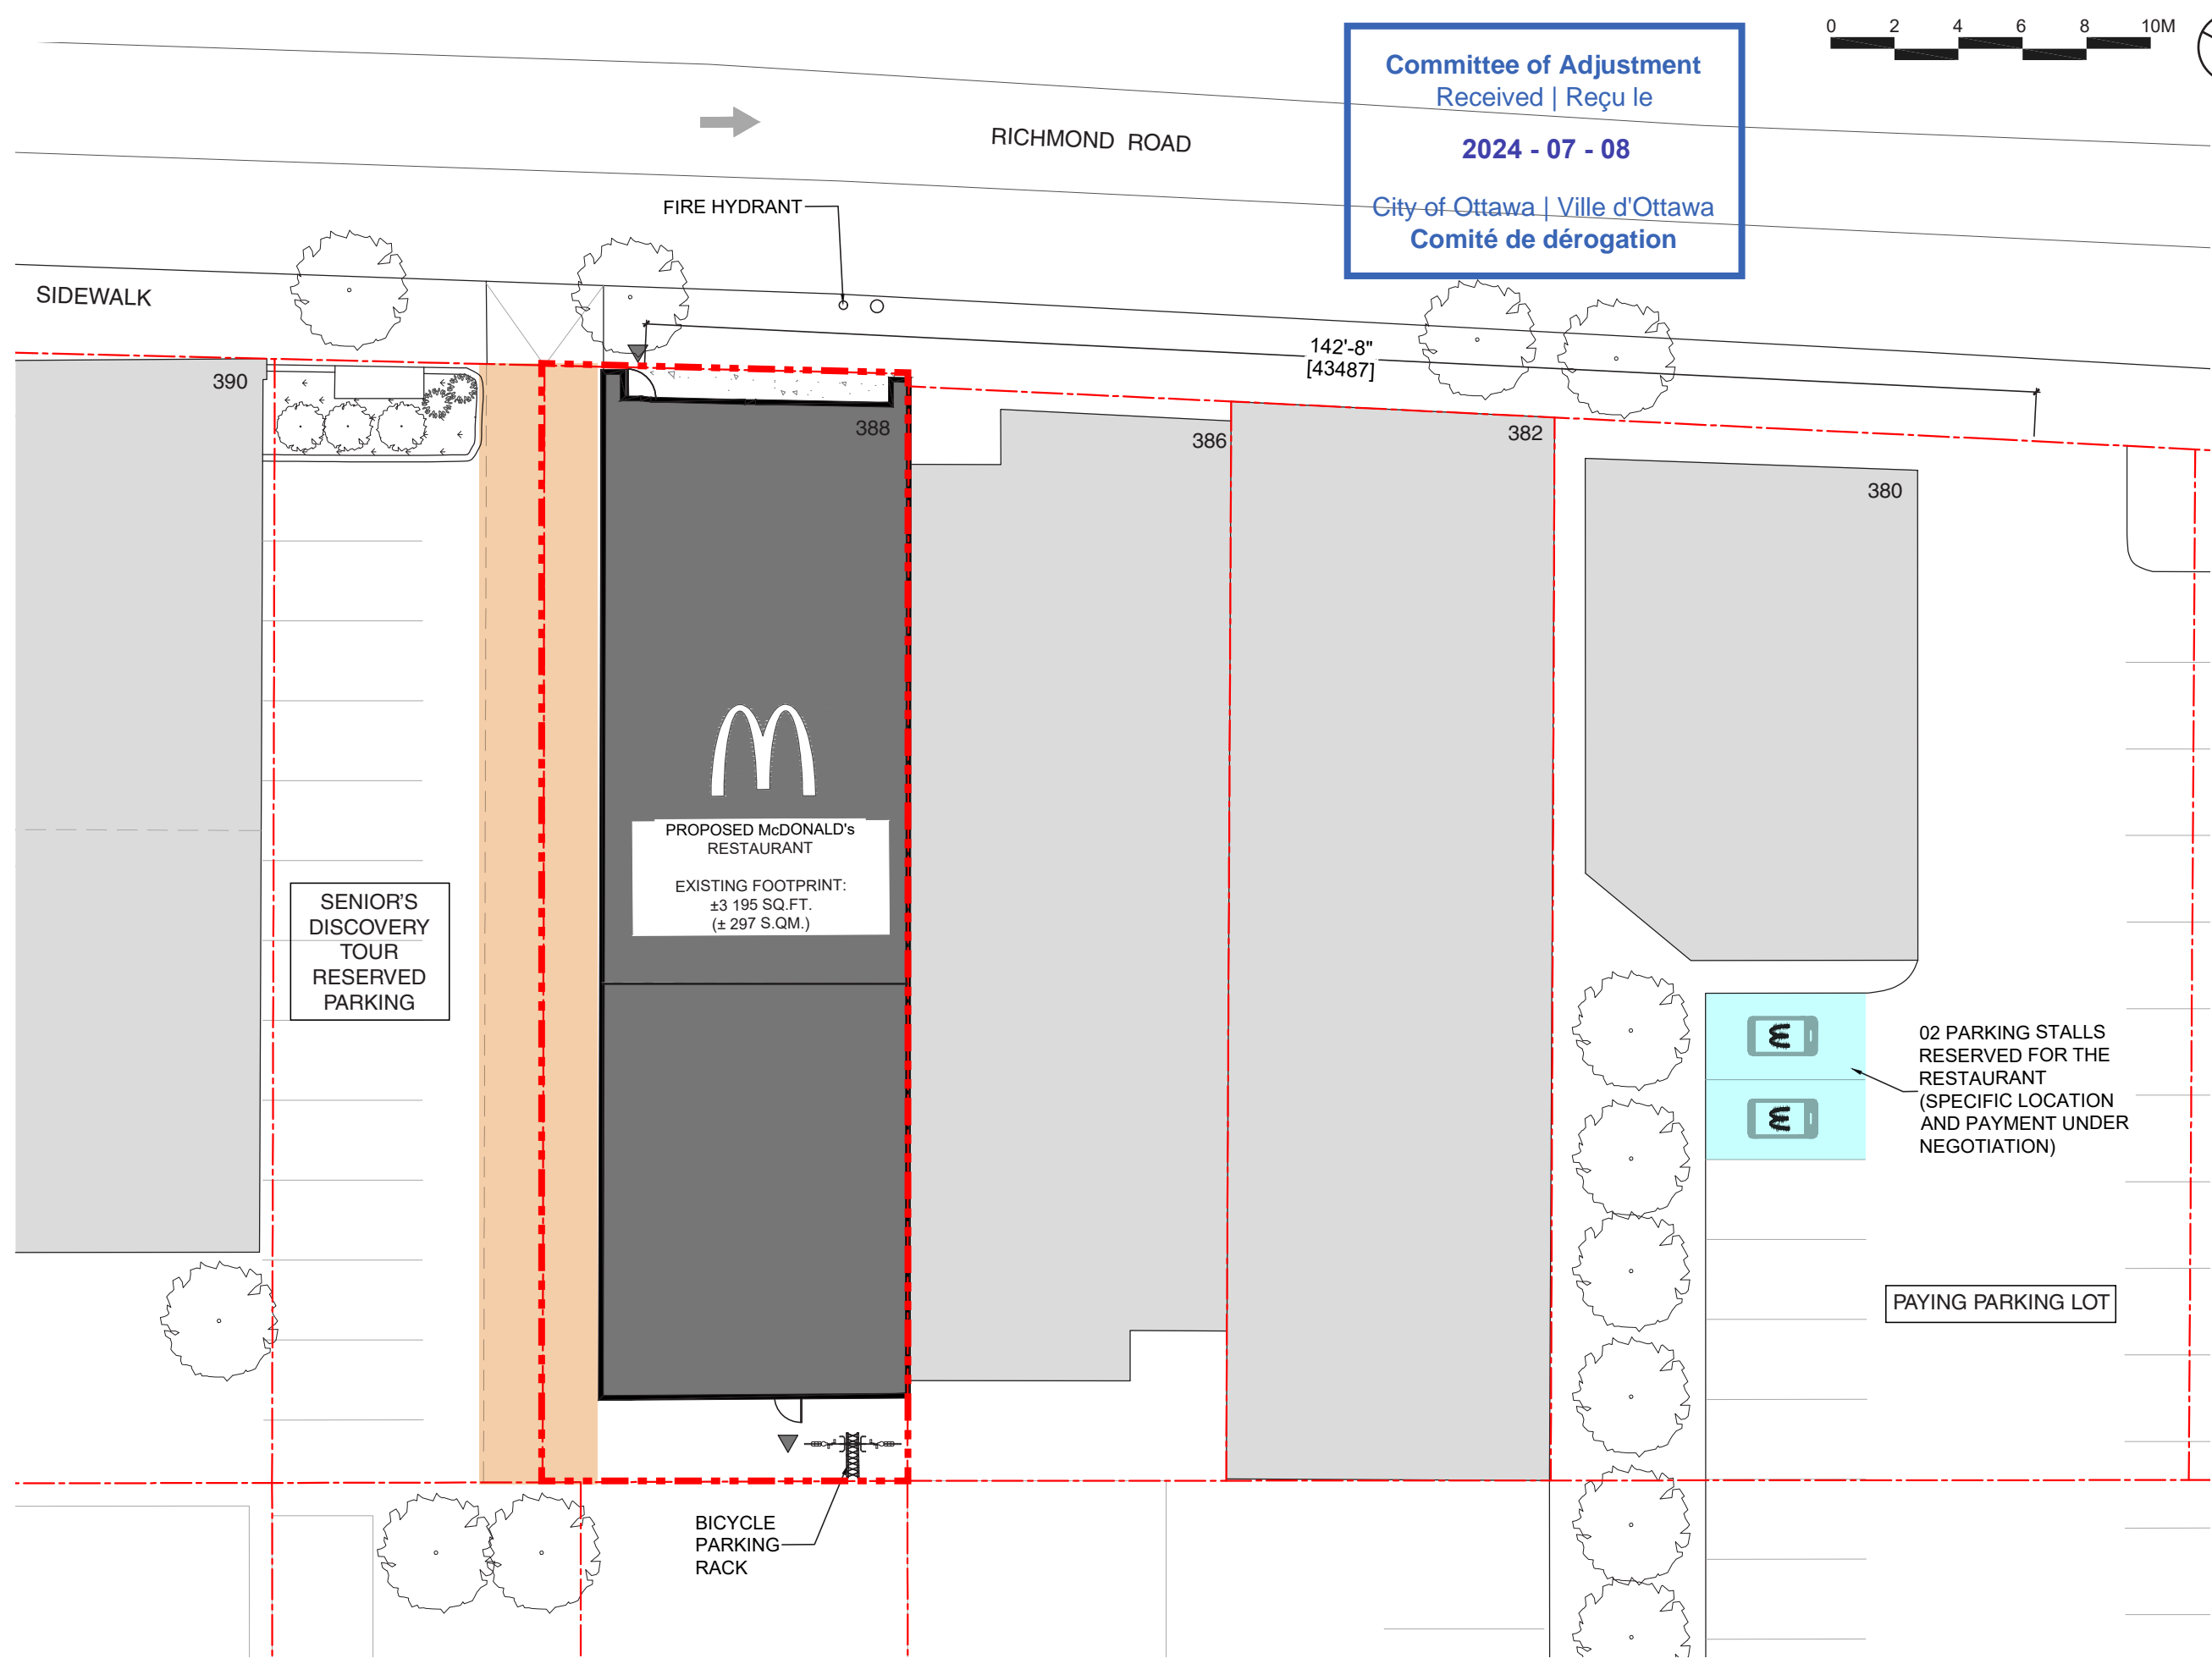 0 2 4 6 8 10M
Committee of Adjustment
Received | Reçu le
2024 - 07 - 08
City of Ottawa | Ville d'Ottawa
Comité de dérogation
RICHMOND ROAD
FIRE HYDRANT
SIDEWALK
142'-8"
[43487]
390
388
386
382
380
PROPOSED McDONALD's
RESTAURANT
EXISTING FOOTPRINT:
±3 195 SQ.FT.
(± 297 S.QM.)
SENIOR'S
DISCOVERY
TOUR
RESERVED
PARKING
02 PARKING STALLS
RESERVED FOR THE
RESTAURANT
(SPECIFIC LOCATION
AND PAYMENT UNDER
NEGOTIATION)
PAYING PARKING LOT
BICYCLE
PARKING
RACK